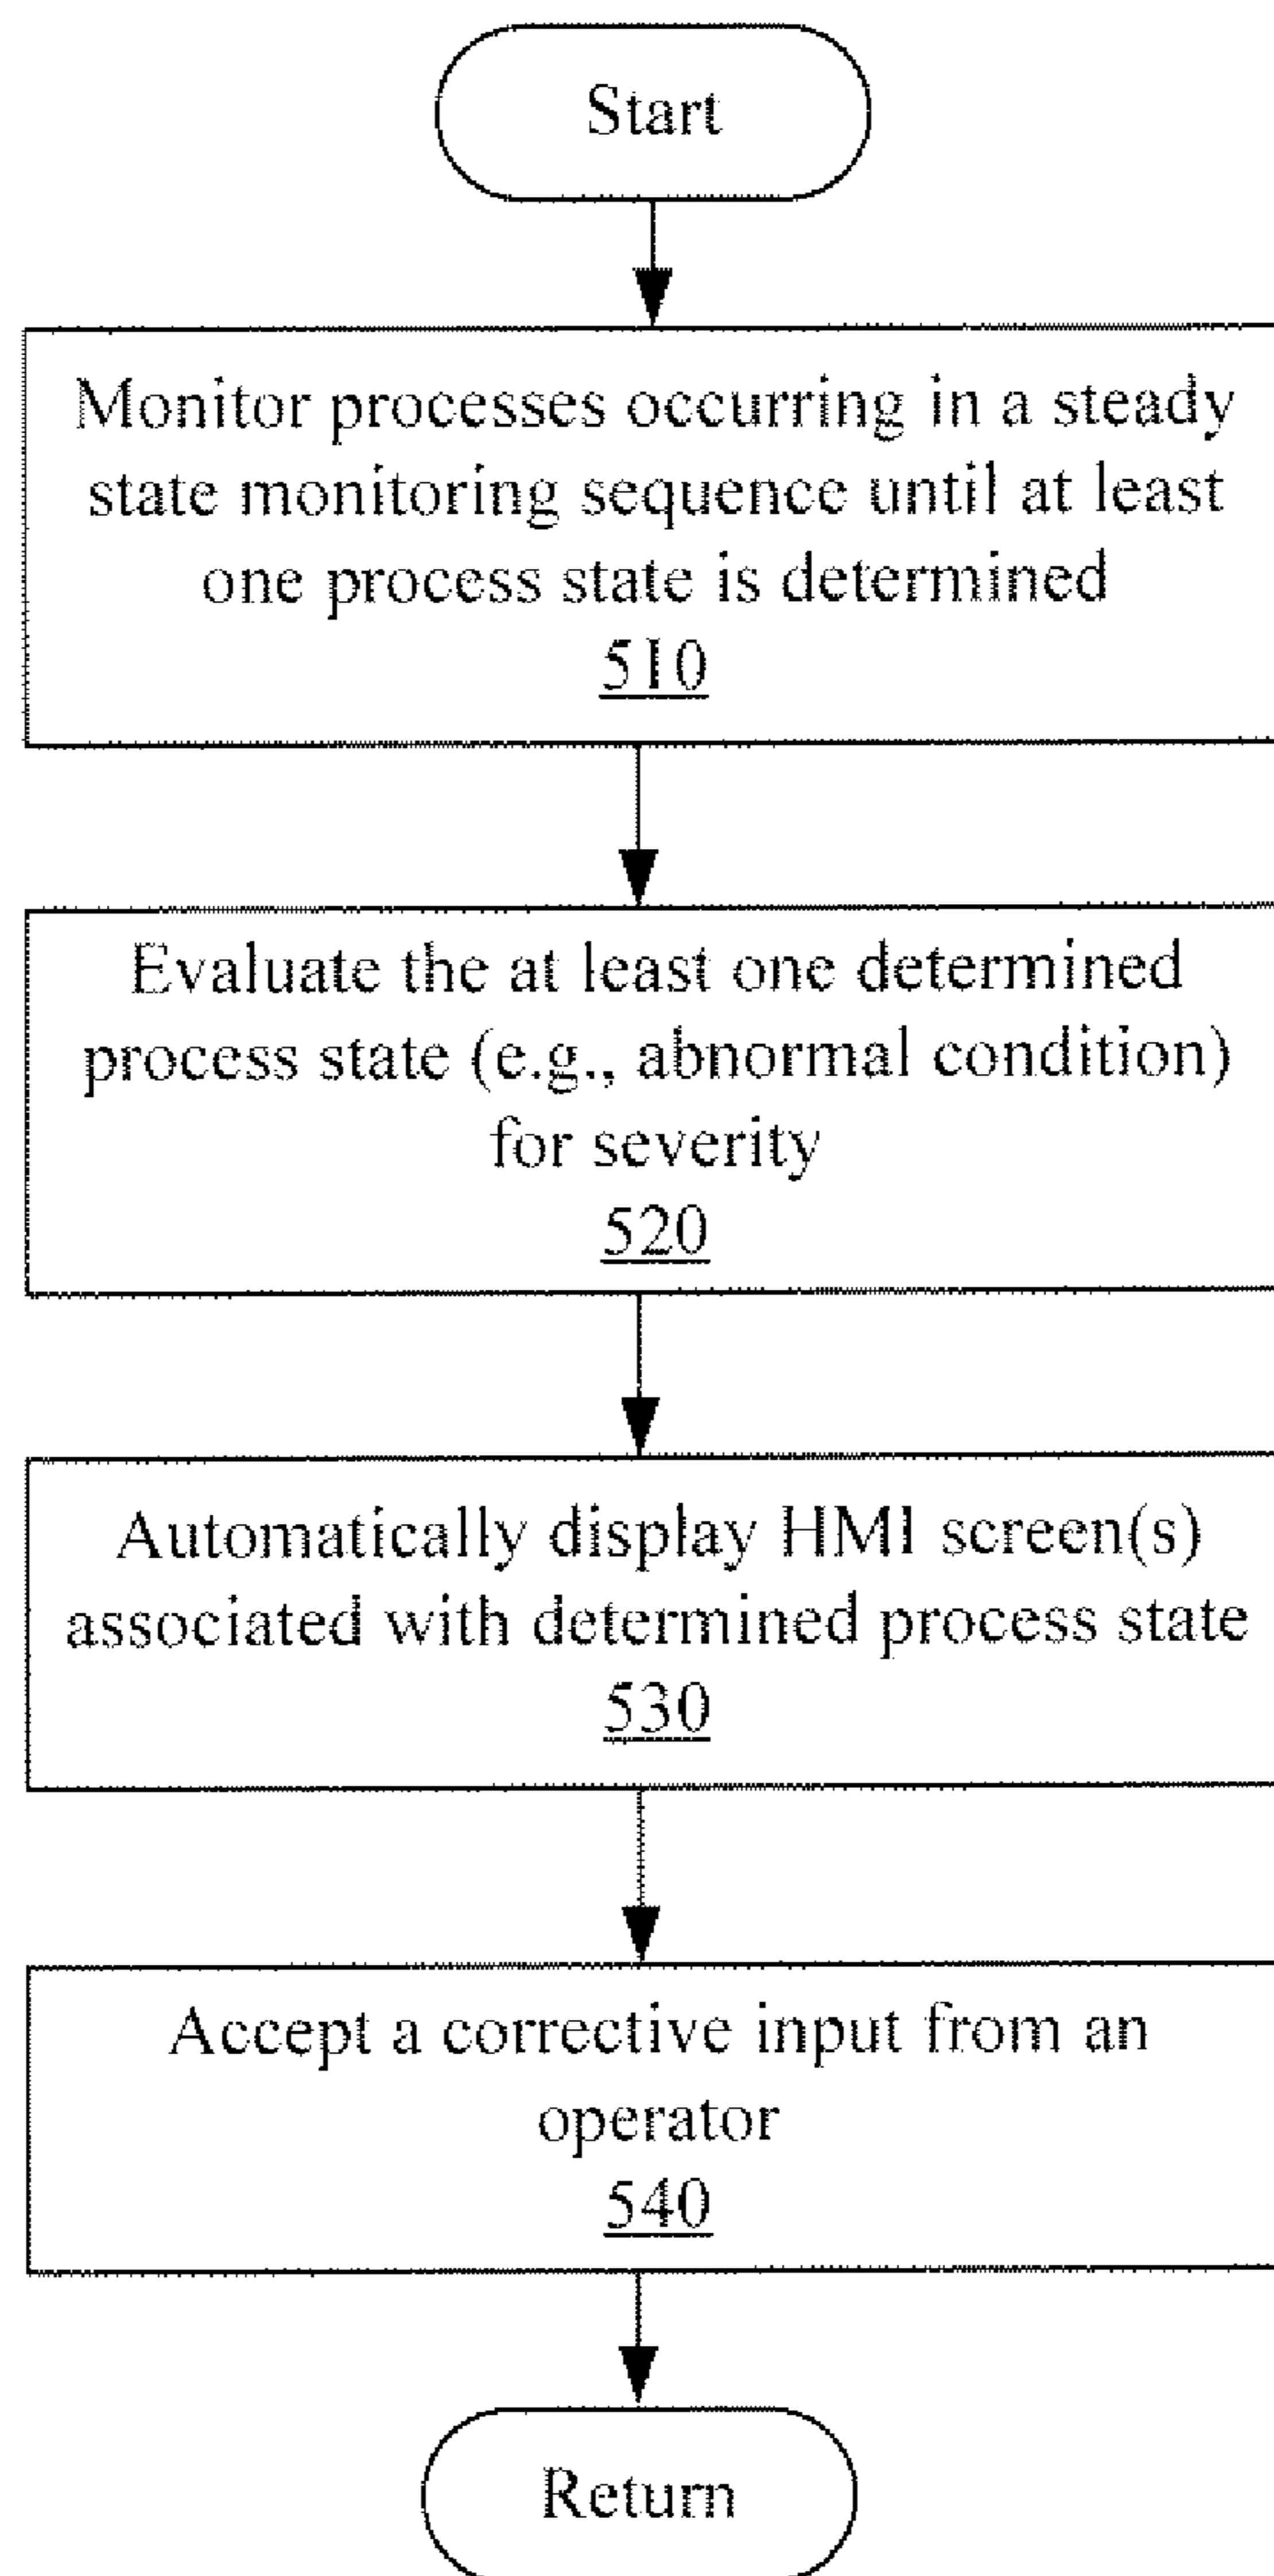 Start
Monitor processes occurring in a steady
state monitoring sequence until at least
one process state is determined
510
Evaluate the at least one determined
process state (e.g., abnormal condition)
for severity
520
Automatically display HMI screen(s)
associated with determined process state
530
Accept a corrective input from an
operator
540
Return